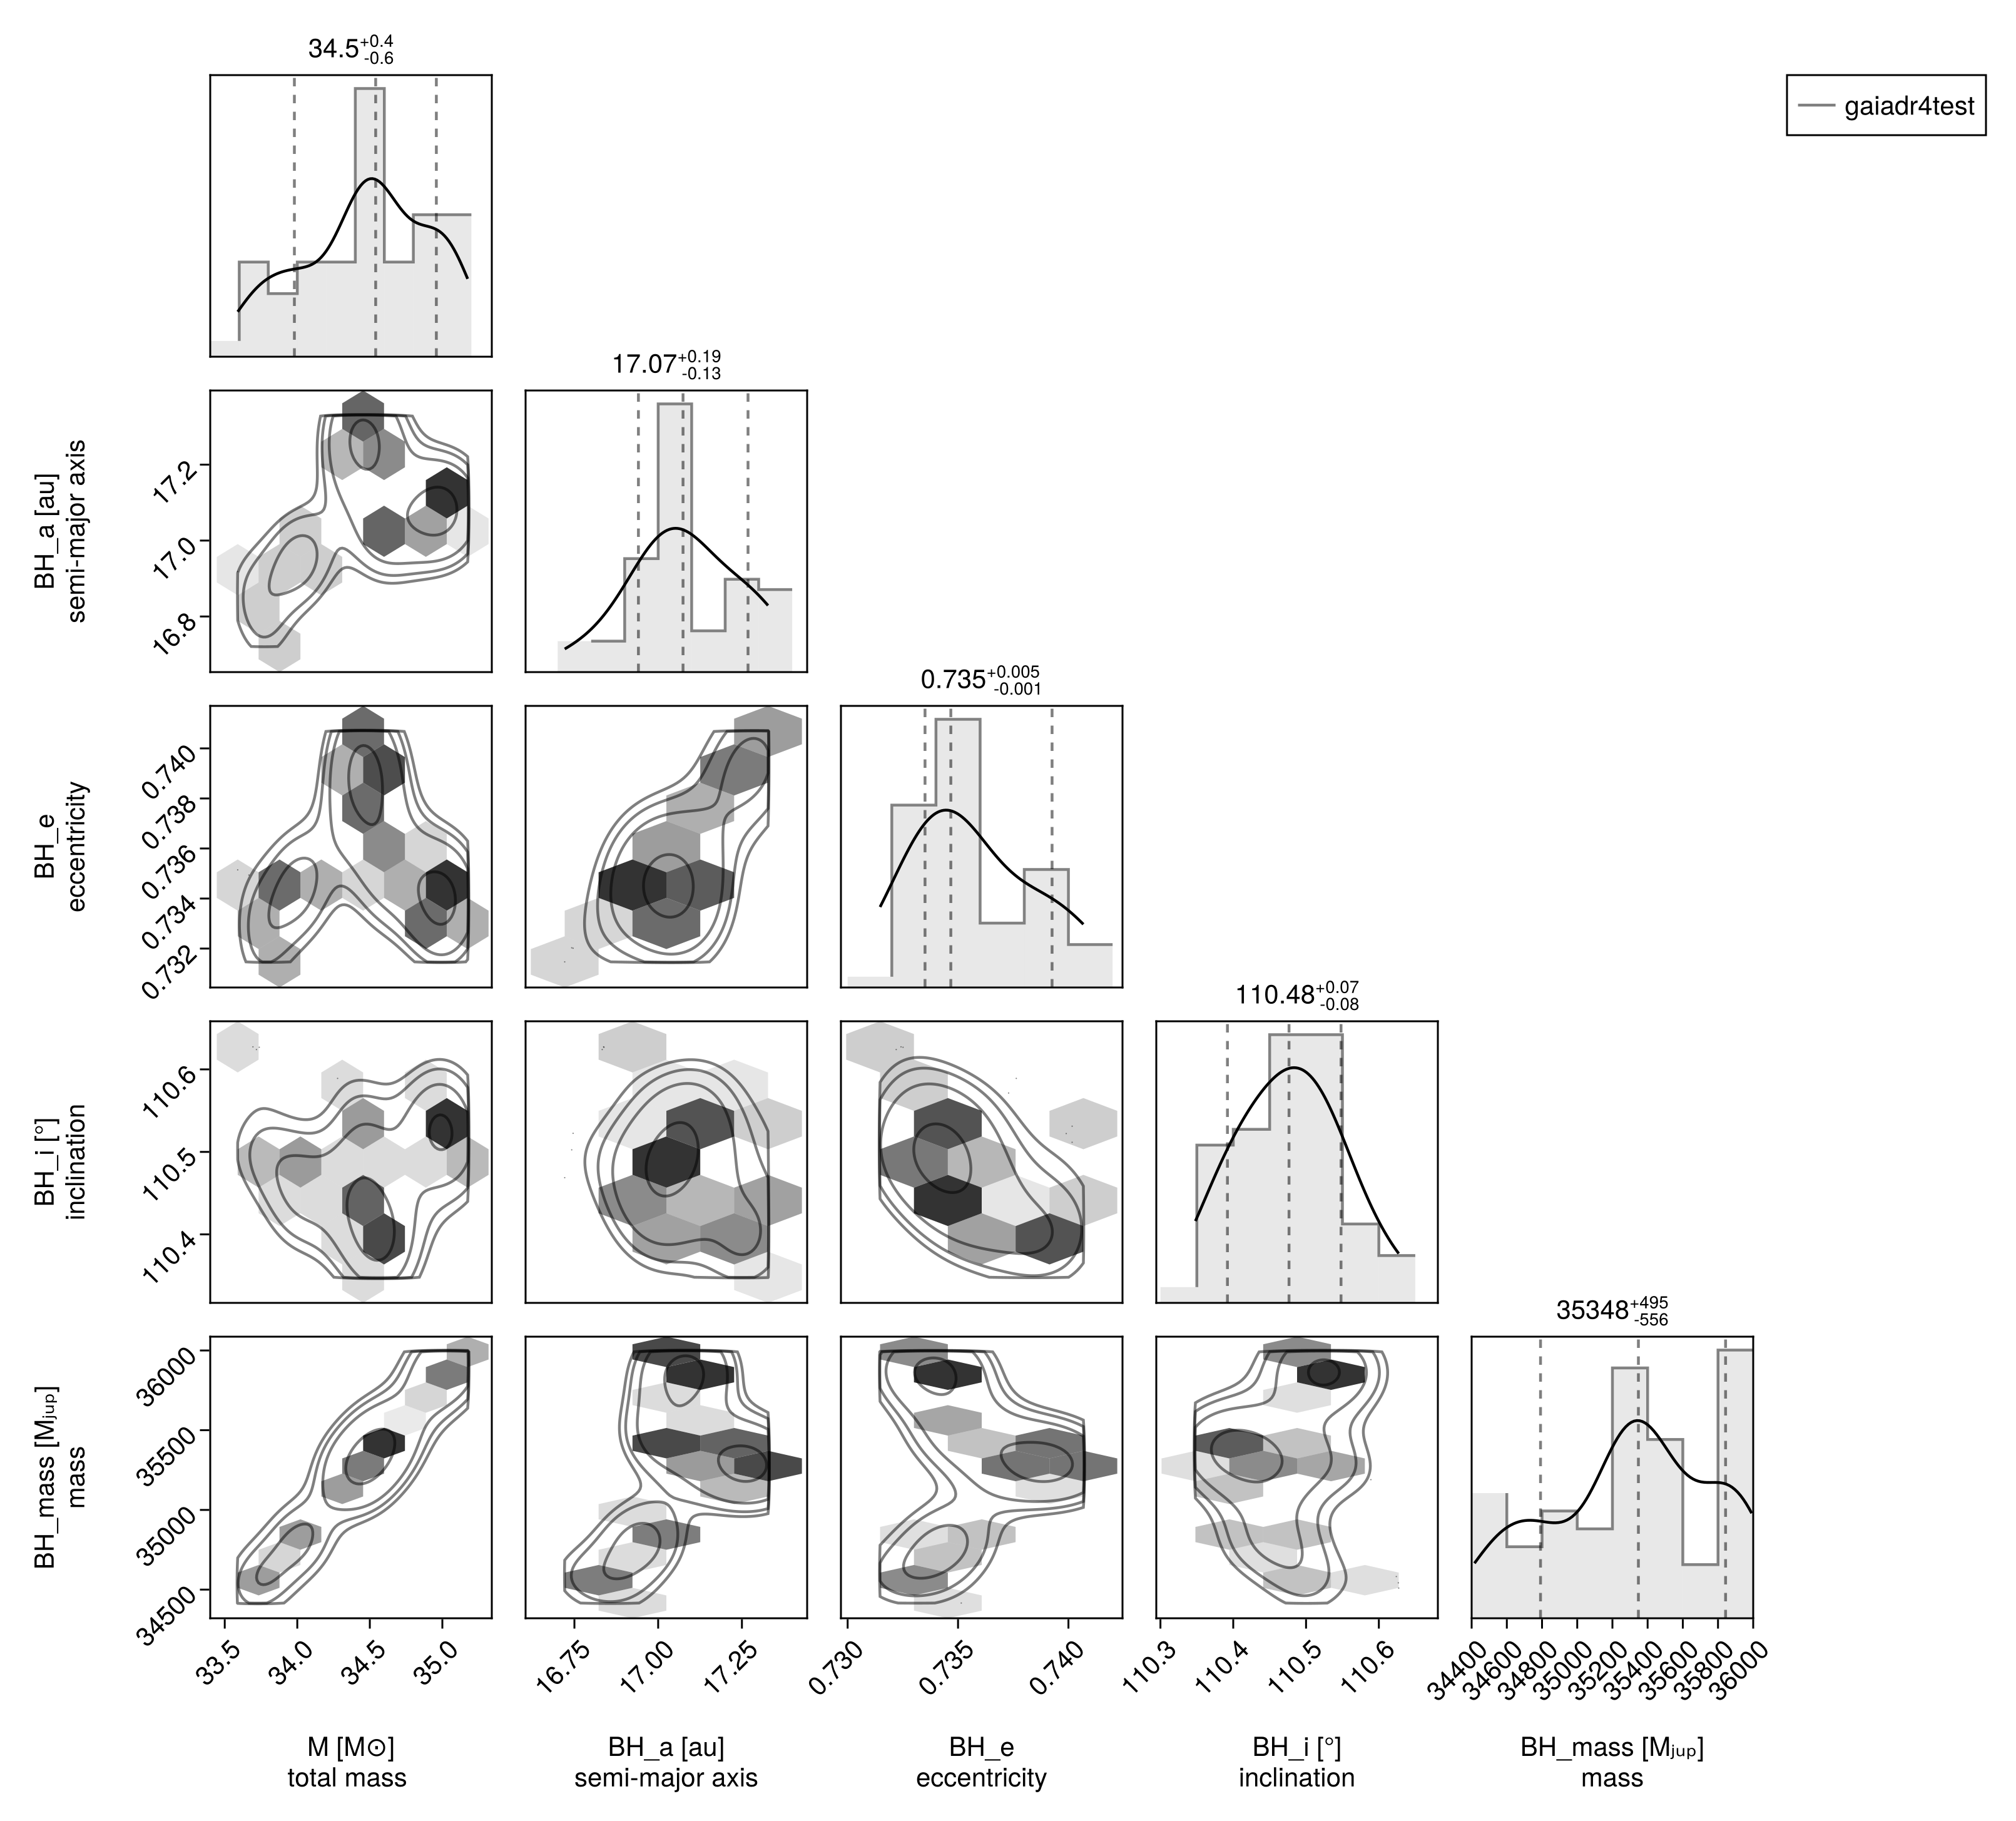 34.5+0.4-0.6
gaiadr4test
17.07+0.19-0.13
BH_a [au]
semi-major axis
17.2
17.0
16.8
0.735+0.005-0.001
BH_e
eccentricity
0.740
0.738
0.736
0.734
0.732
110.48+0.07-0.08
BH_i [°]
inclination
110.6
110.5
110.4
35348+495-556
BH_mass [Mⱼᵤₚ]
mass
36000
35500
35000
34500
33.5 34.0 34.5 35.0 16.75 17.00 17.25 0.730 0.735 0.740 110.3 110.4 110.5 110.6 34400 34600 34800 35000 35200 35400 35600 35800 36000
M [M⊙] BH_a [au] BH_e BH_i [°] BH_mass [Mⱼᵤₚ]
total mass semi-major axis eccentricity inclination mass